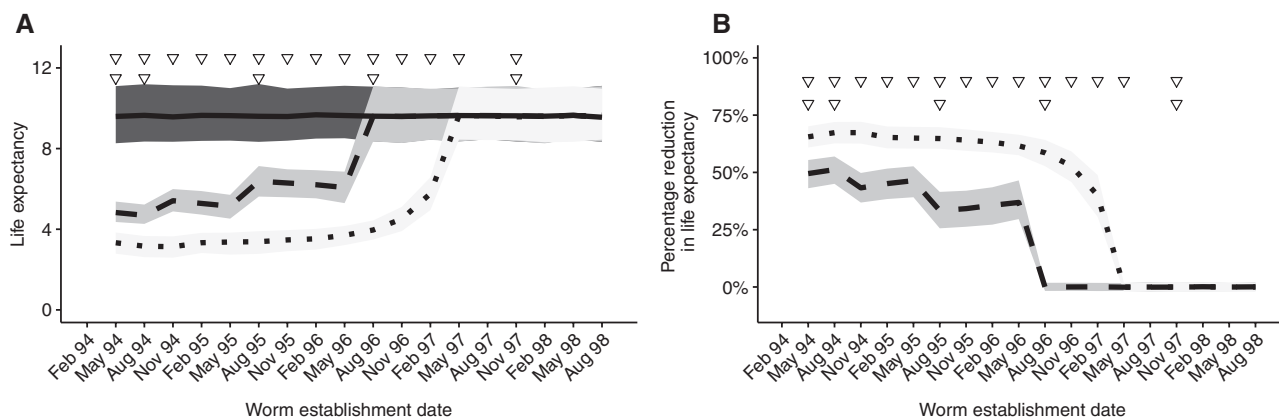 A
12
8
4
0
Life expectancy
Feb 94
May 94
Aug 94
Nov 94
Feb 95
May 95
Aug 95
Nov 95
Feb 96
May 96
Aug 96
Nov 96
Feb 97
May 97
Aug 97
Nov 97
Feb 98
May 98
Aug 98
Worm establishment date
B
100%
75%
50%
25%
0%
Percentage reduction
in life expectancy
Feb 94
May 94
Aug 94
Nov 94
Feb 95
May 95
Aug 95
Nov 95
Feb 96
May 96
Aug 96
Nov 96
Feb 97
May 97
Aug 97
Nov 97
Feb 98
May 98
Aug 98
Worm establishment date